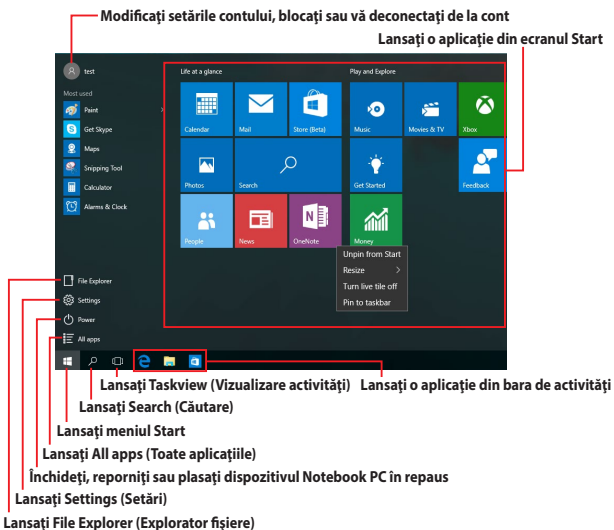 Modificați setările contului, blocați sau vă deconectați de la cont
Lansați o aplicație din ecranul Start
test
Life at a glance
Play and Explore
Most used
Paint
Get Skype
Maps
Snipping Tool
Calculator
Alarms & Clock
Calendar
Mail
Store (Beta)
Music
Movies & TV
Xbox
Photos
Search
Get Started
Feedback
People
News
OneNote
Money
Unpin from Start
Resize
Turn live tile off
Pin to taskbar
File Explorer
Settings
Power
All apps
Lansați Taskview (Vizualizare activități)
Lansați o aplicație din bara de activități
Lansați Search (Căutare)
Lansați meniul Start
Lansați All apps (Toate aplicațiile)
Închideți, reporniți sau plasați dispozitivul Notebook PC în repaus
Lansați Settings (Setări)
Lansați File Explorer (Explorator fișiere)